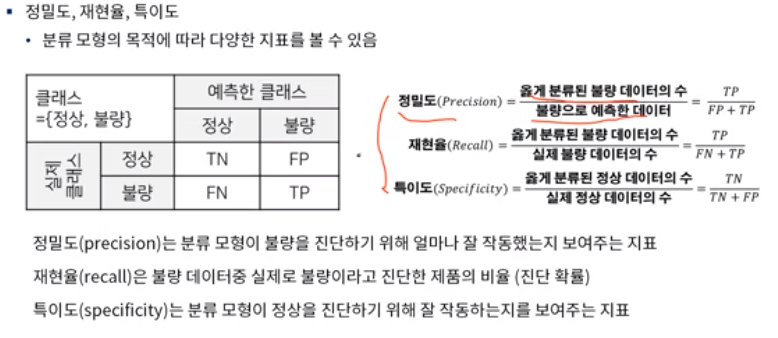 정밀도, 재현율, 특이도
분류 모형의 목적에 따라 다양한 지표를 볼 수 있음
클래스
={정상, 불량}
예측한 클래스
정상 불량
실제
클래스
정상 TN FP
불량 FN TP
정밀도(Precision) = 옳게 분류된 불량 데이터의 수 / 불량으로 예측한 데이터 = TP / FP + TP
재현율(Recall) = 옳게 분류된 불량 데이터의 수 / 실제 불량 데이터의 수 = TP / FN + TP
특이도(Specificity) = 옳게 분류된 정상 데이터의 수 / 실제 정상 데이터의 수 = TN / TN + FP
정밀도(precision)는 분류 모형이 불량을 진단하기 위해 얼마나 잘 작동했는지 보여주는 지표
재현율(recall)은 불량 데이터중 실제로 불량이라고 진단한 제품의 비율 (진단 확률)
특이도(specificity)는 분류 모형이 정상을 진단하기 위해 잘 작동하는지를 보여주는 지표